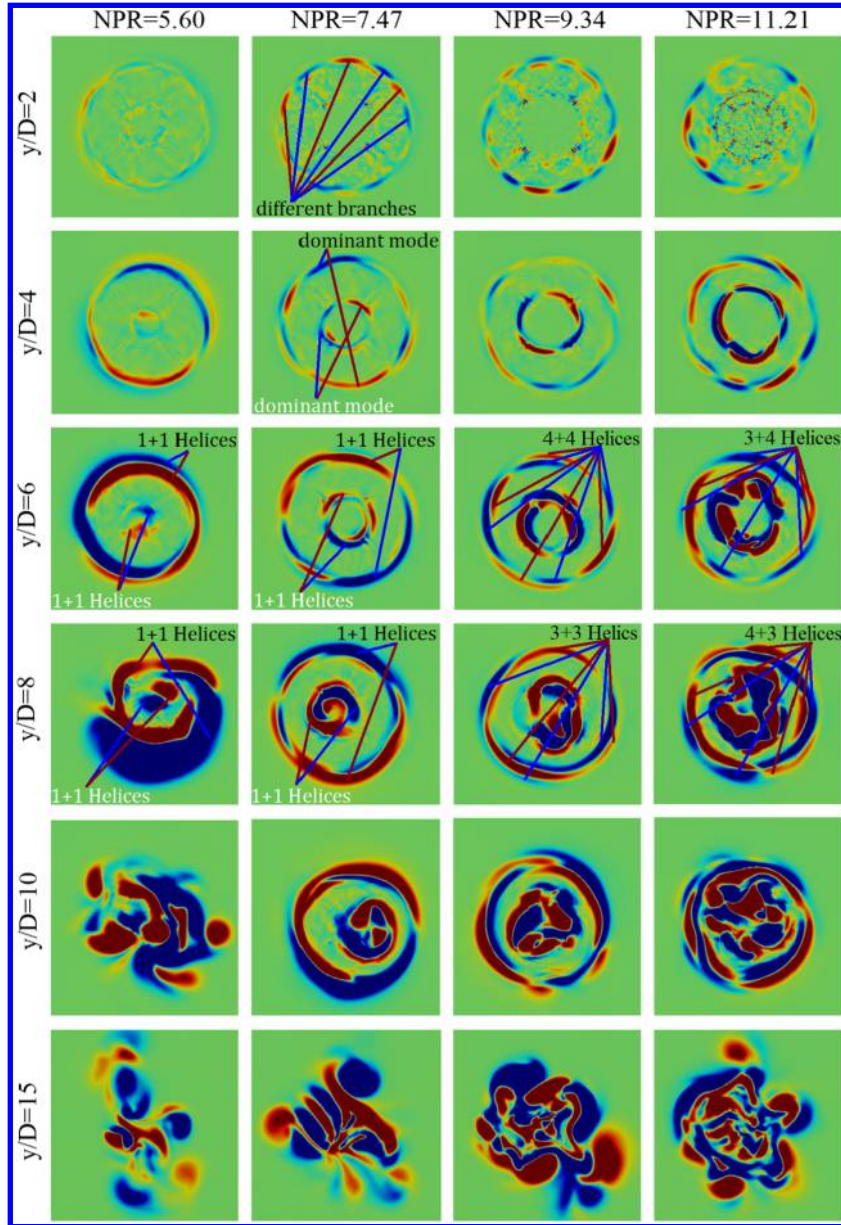 NPR=5.60 NPR=7.47 NPR=9.34 NPR=11.21
y/D=2
different branches
y/D=4
dominant mode
dominant mode
y/D=6
1+1 Helices 1+1 Helices 4+4 Helices 3+4 Helices
1+1 Helices 1+1 Helices
y/D=8
1+1 Helices 1+1 Helices 3+3 Helics 4+3 Helices
1+1 Helices 1+1 Helices
y/D=10
y/D=15